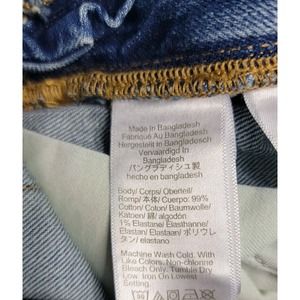 Made In Bangladesh
Fabriqué Au Bangladesh
Hergestellt In Bangladesch
Vervaardigd In
Bangladesh
バングラディシュ製
hecho en bangladesh
Body/ Corps/ Oberteil/
Romp/ 本体/ Cuerpo: 99%
Cotton/ Coton/ Baumwolle/
Katoen/ 綿/ algodón
1% Elastane/ Élasthanne/
Elastan/ Elastaan/ ポリウレ
タン/ elastano
Machine Wash Cold. With
Like Colors. Non-chlorine
Bleach Only. Tumble Dry
Low. Iron On Lowest
Setting.